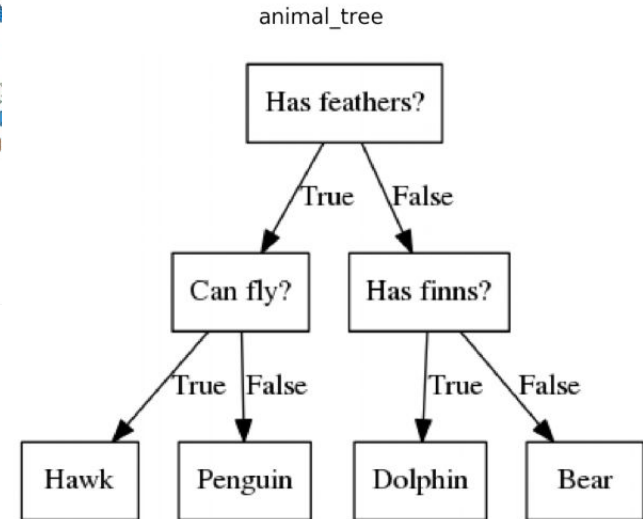 animal_tree
Has feathers?
True False
Can fly? Has finns?
True False True False
Hawk Penguin Dolphin Bear